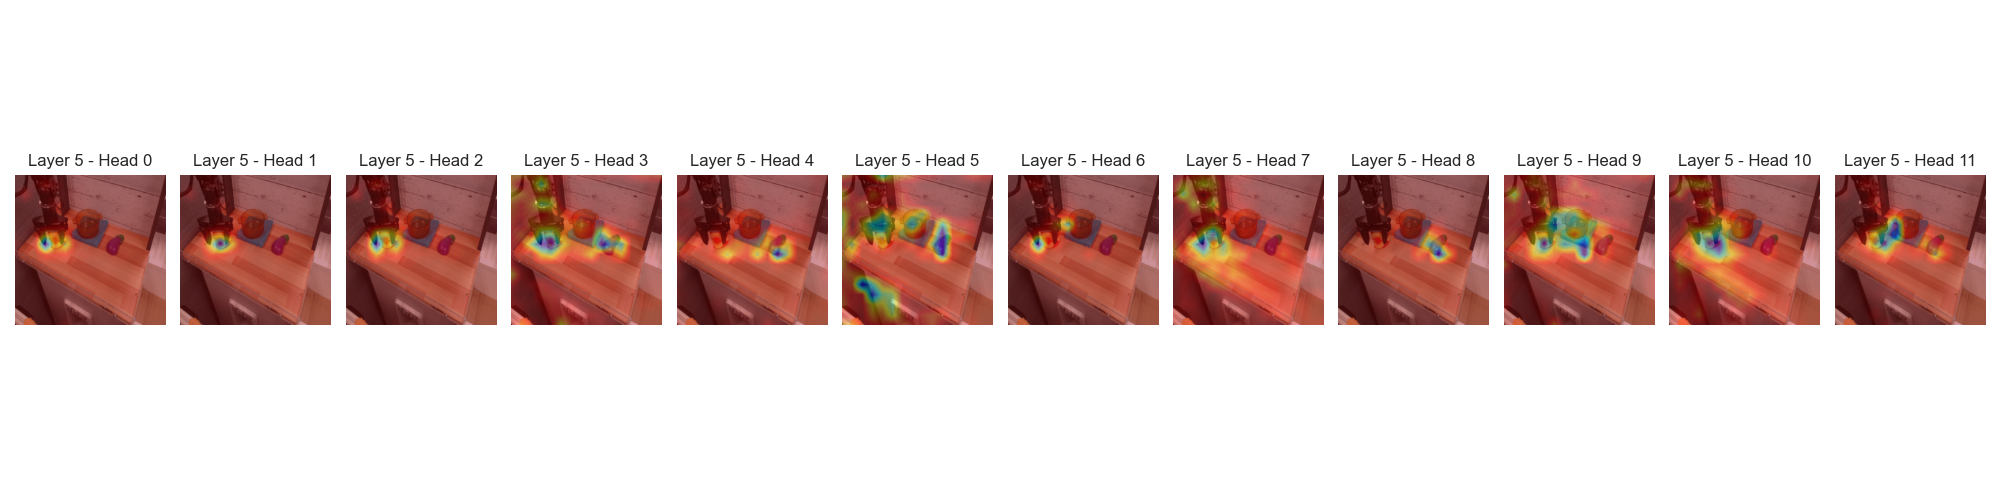 Layer 5 - Head 0
Layer 5 - Head 1
Layer 5 - Head 2
Layer 5 - Head 3
Layer 5 - Head 4
Layer 5 - Head 5
Layer 5 - Head 6
Layer 5 - Head 7
Layer 5 - Head 8
Layer 5 - Head 9
Layer 5 - Head 10
Layer 5 - Head 11